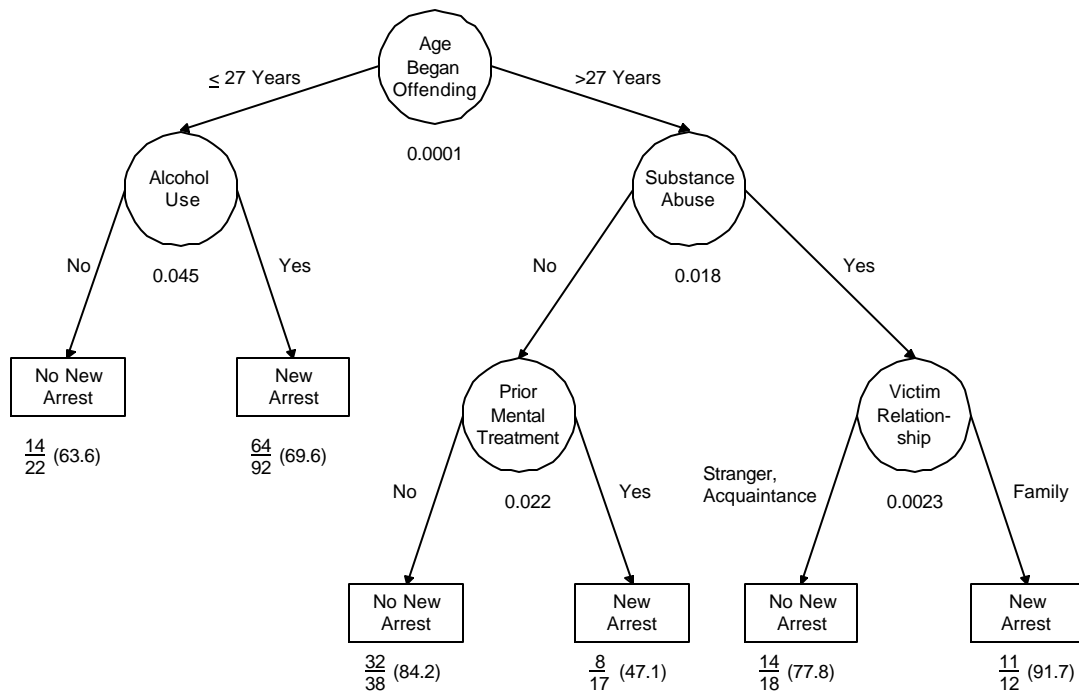 Age
Began
Offending
≤ 27 Years
>27 Years
0.0001
Alcohol
Use
Substance
Abuse
No
0.045
Yes
No
0.018
Yes
No New
Arrest
New
Arrest
Prior
Mental
Treatment
Victim
Relation-
ship
14
22
(63.6)
64
92
(69.6)
No
0.022
Yes
Stranger,
Acquaintance
0.0023
Family
No New
Arrest
New
Arrest
No New
Arrest
New
Arrest
32
38
(84.2)
8
17
(47.1)
14
18
(77.8)
11
12
(91.7)